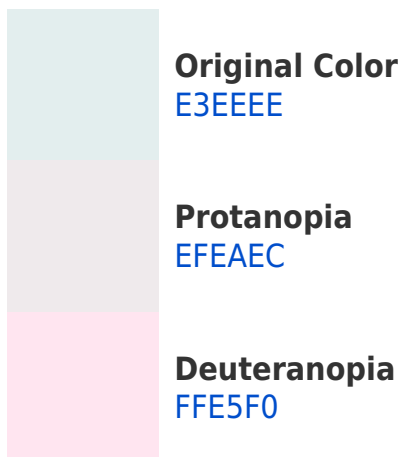 Original Color
E3EEEE
Protanopia
EFEAEC
Deuteranopia
FFE5F0